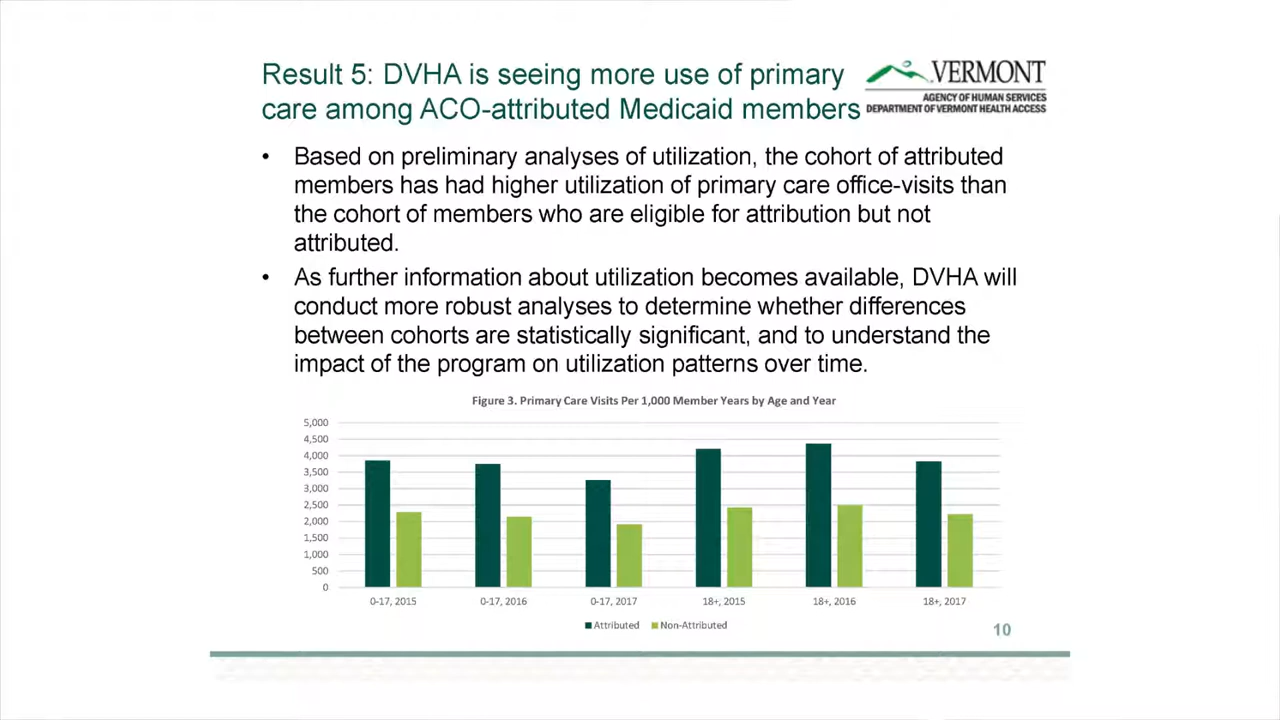 Result 5: DVHA is seeing more use of primary
care among ACO-attributed Medicaid members
VERMONT
AGENCY OF HUMAN SERVICES
DEPARTMENT OF VERMONT HEALTH ACCESS
• Based on preliminary analyses of utilization, the cohort of attributed
members has had higher utilization of primary care office-visits than
the cohort of members who are eligible for attribution but not
attributed.
• As further information about utilization becomes available, DVHA will
conduct more robust analyses to determine whether differences
between cohorts are statistically significant, and to understand the
impact of the program on utilization patterns over time.
Figure 3. Primary Care Visits Per 1,000 Member Years by Age and Year
5,000
4,500
4,000
3,500
3,000
2,500
2,000
1,500
1,000
500
0
0-17, 2015 0-17, 2016 0-17, 2017 18+, 2015 18+, 2016 18+, 2017
Attributed Non-Attributed
10